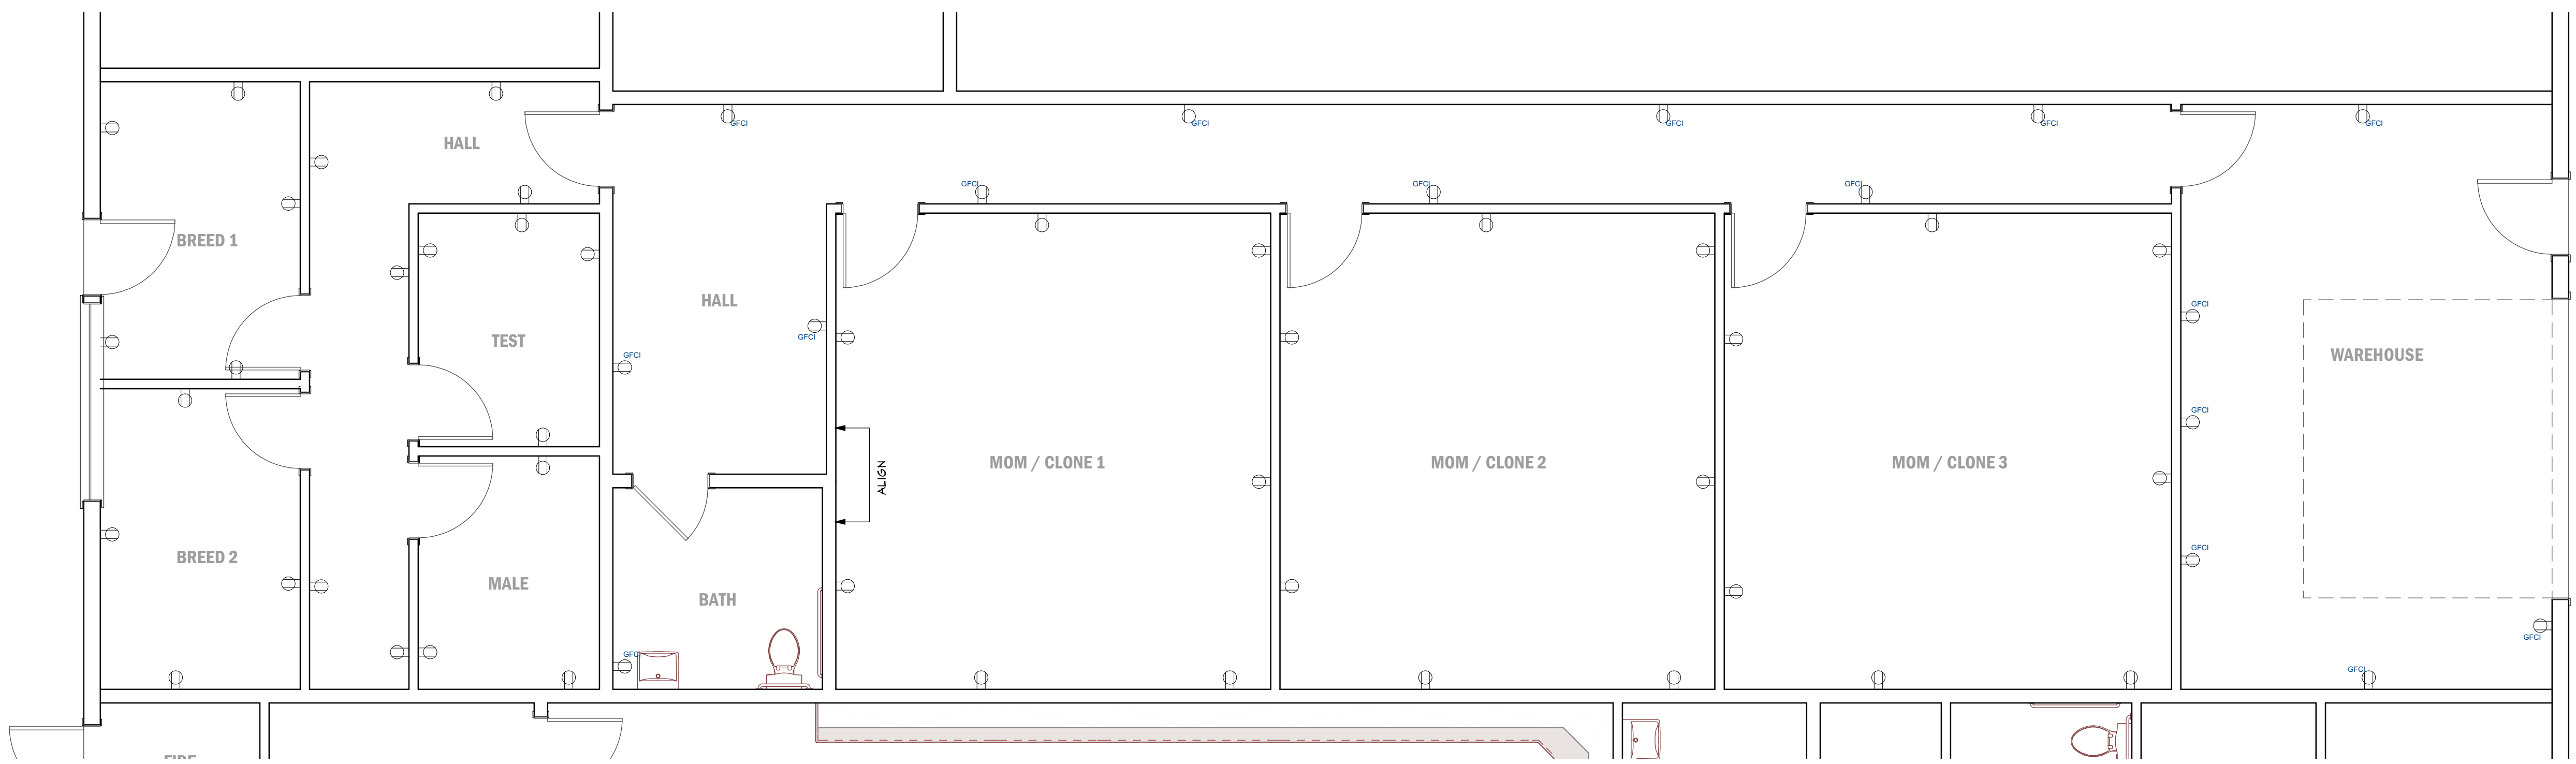 GFCI
GFCI
GFCI
GFCI
GFCI
HALL
GFCI
GFCI
GFCI
BREED 1
HALL
GFCI
GFCI
TEST
GFCI
WAREHOUSE
GFCI
GFCI
MOM / CLONE 1
MOM / CLONE 2
MOM / CLONE 3
ALIGN
GFCI
BREED 2
MALE
BATH
GFCI
GFC
GFCI